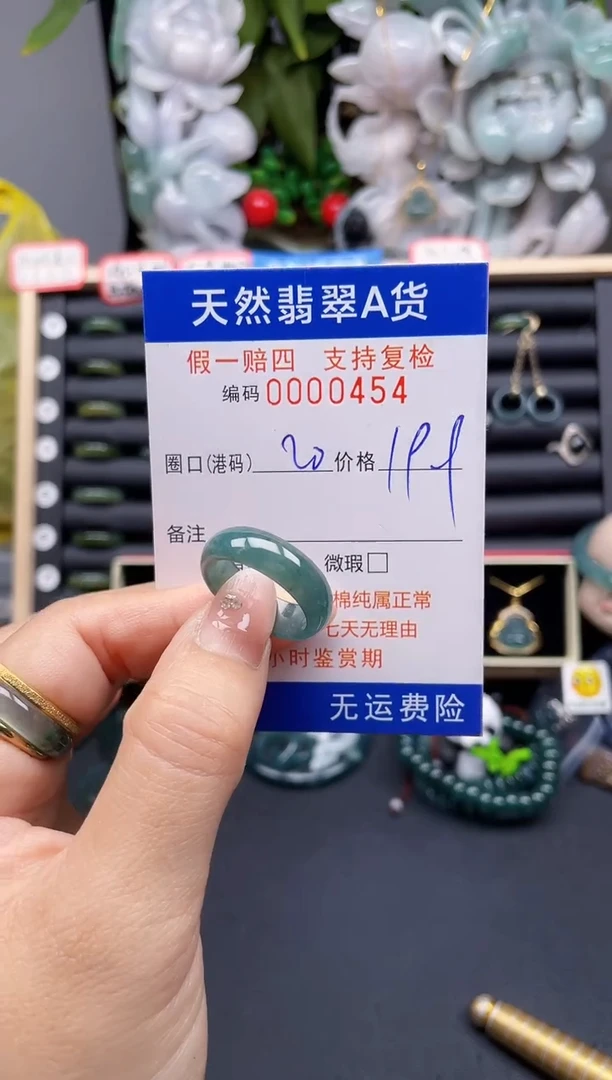 天然翡翠A货
假一赔四 支持复检
编码 0000454
圈口(港码) 20 价格 199
备注
微瑕□
棉纯属正常
七天无理由
小时鉴赏期
无运费险